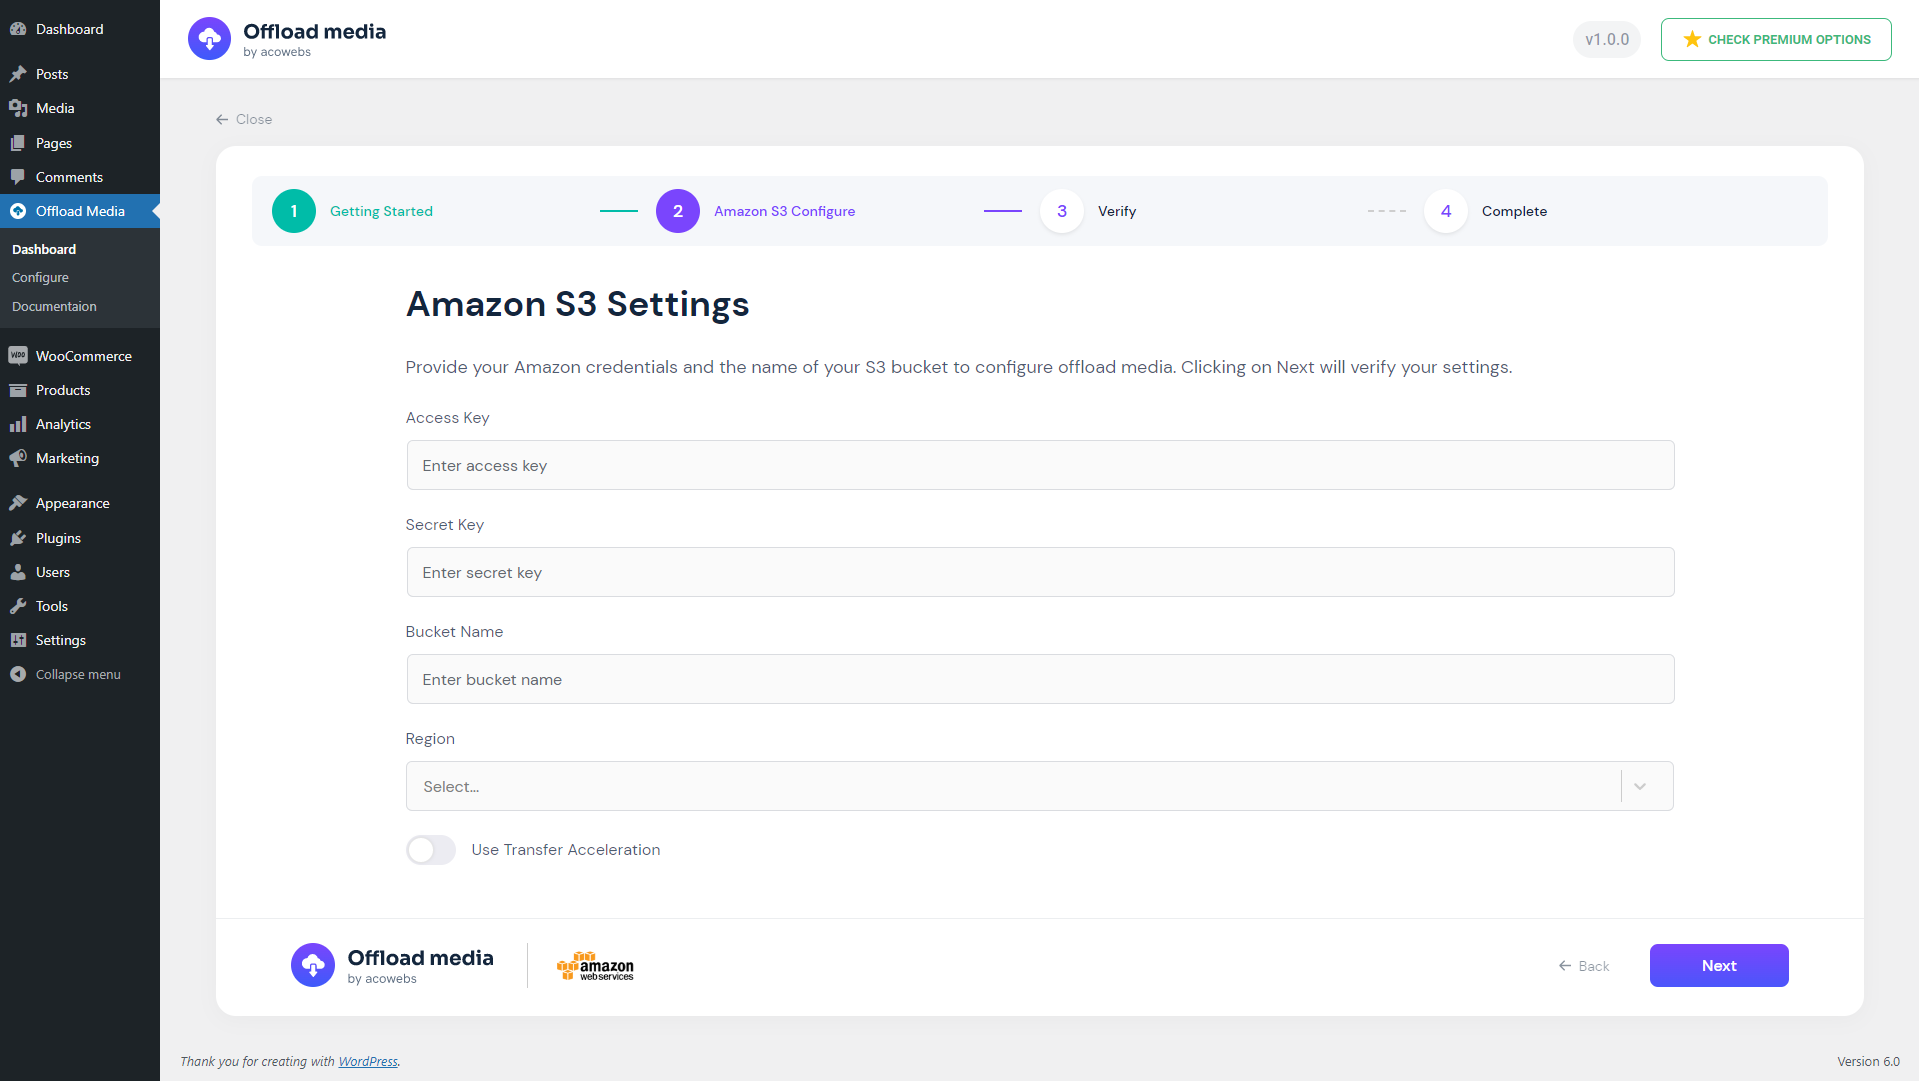 Dashboard
Posts
Media
Pages
Comments
Offload Media
Dashboard
Configure
Documentaion
WooCommerce
Products
Analytics
Marketing
Appearance
Plugins
Users
Tools
Settings
Collapse menu
Offload media
by acowebs
v1.0.0
CHECK PREMIUM OPTIONS
Close
1 Getting Started
2 Amazon S3 Configure
3 Verify
4 Complete
Amazon S3 Settings
Provide your Amazon credentials and the name of your S3 bucket to configure offload media. Clicking on Next will verify your settings.
Access Key
Enter access key
Secret Key
Enter secret key
Bucket Name
Enter bucket name
Region
Select...
Use Transfer Acceleration
Offload media
by acowebs
amazon
web services
Back
Next
Thank you for creating with WordPress.
Version 6.0